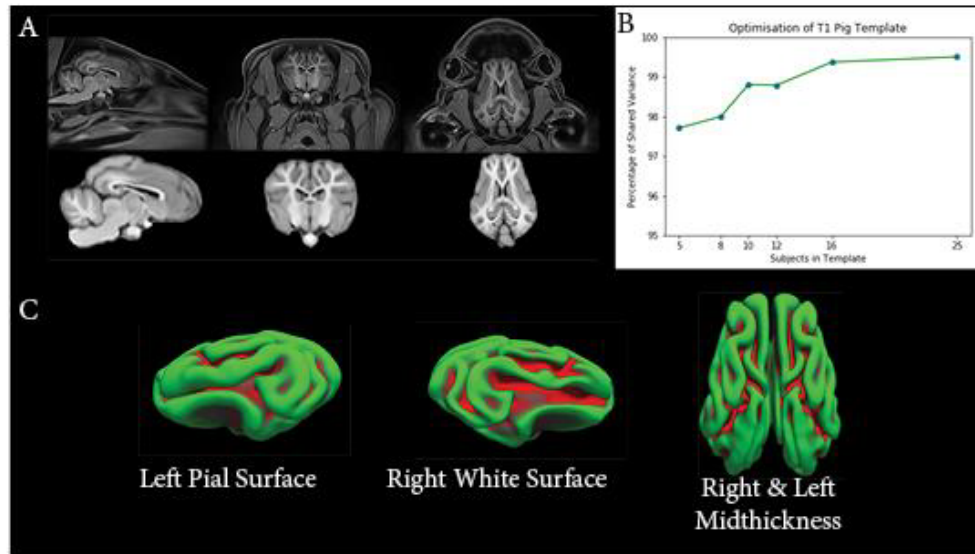 A
B
Optimisation of T1 Pig Template
Percentage of Shared Variance
100
99
98
97
96
95
5
8
10
12
16
25
Subjects in Template
C
Left Pial Surface
Right White Surface
Right & Left
Midthickness